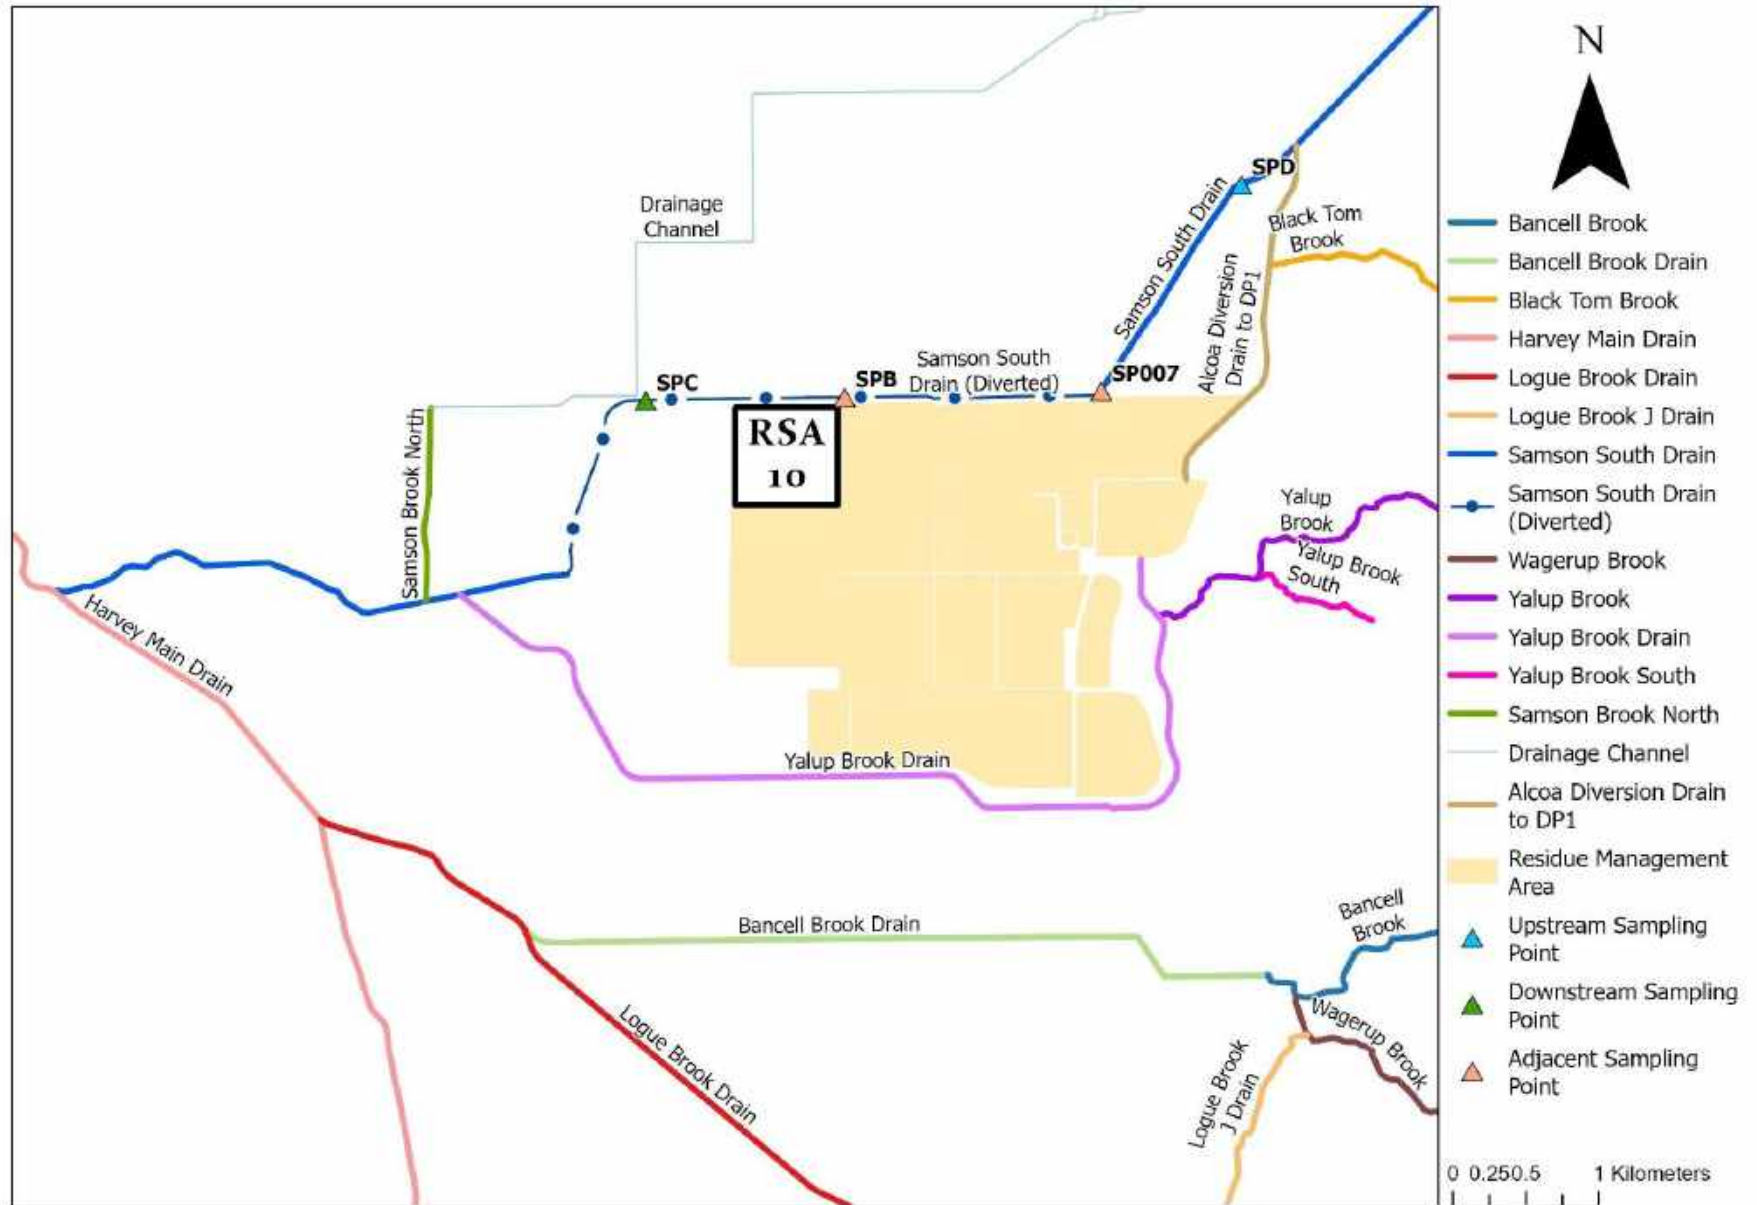 N
SPD
Samson South Drain
Black Tom
Brook
Alcoa Diversion
Drain to DP1
Drainage
Channel
SPC
SPB
Samson South
Drain (Diverted)
SP007
RSA
10
Samson Brook North
Yalup
Brook
Yalup Brook
South
Harvey Main Drain
Yalup Brook Drain
Bancell Brook Drain
Bancell
Brook
Wagerup Brook
Logue Brook Drain
Logue Brook
J Drain
Bancell Brook
Bancell Brook Drain
Black Tom Brook
Harvey Main Drain
Logue Brook Drain
Logue Brook J Drain
Samson South Drain
Samson South Drain
(Diverted)
Wagerup Brook
Yalup Brook
Yalup Brook Drain
Yalup Brook South
Samson Brook North
Drainage Channel
Alcoa Diversion Drain
to DP1
Residue Management
Area
Upstream Sampling
Point
Downstream Sampling
Point
Adjacent Sampling
Point
0 0.250.5 1 Kilometers